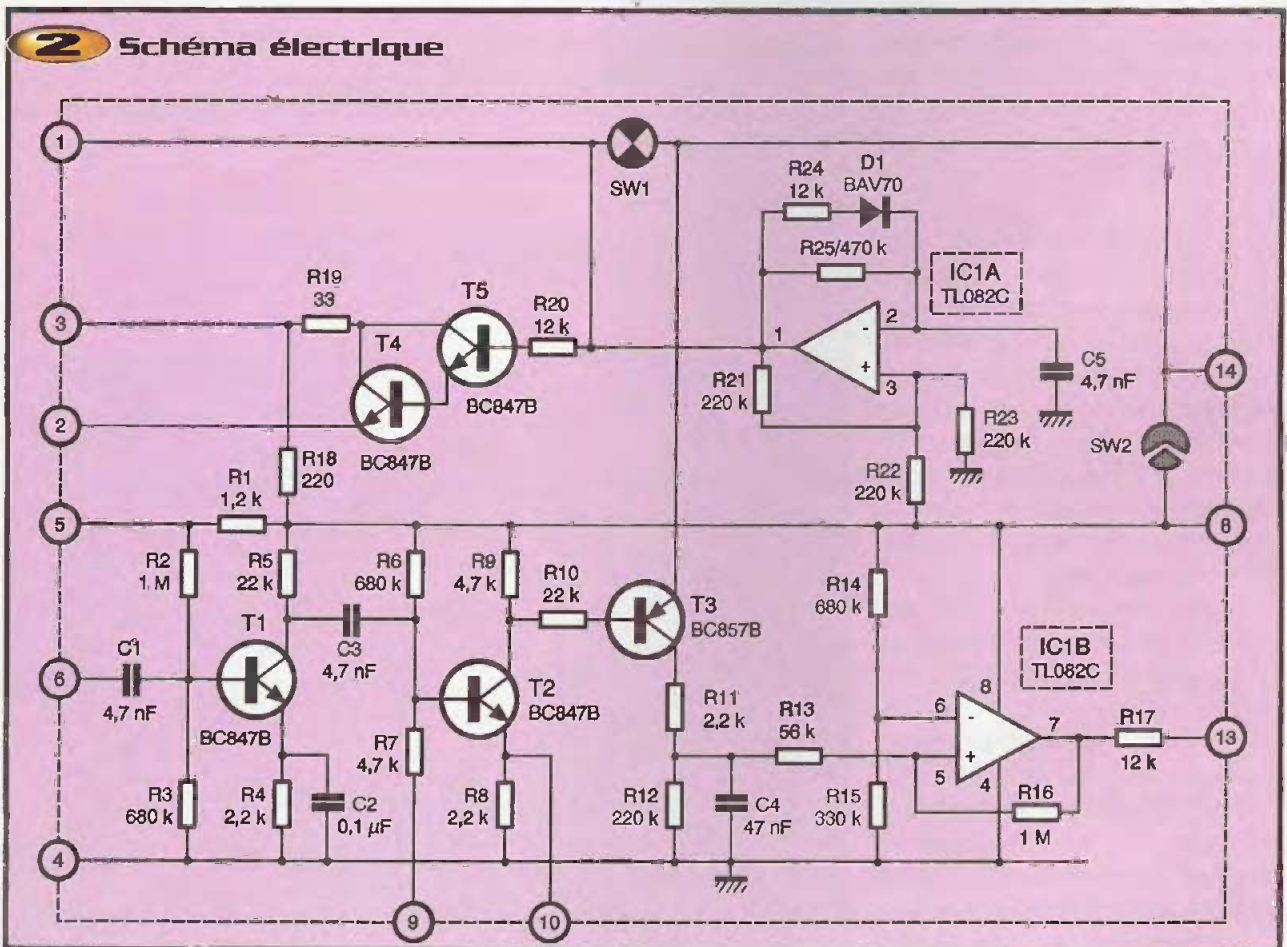 2 Schéma électrique
1
SW1
R24
12 k
D1
BAV70
R25/470 k
IC1A
TL082C
3
R19
33
T4
BC847B
T5
BC847B
R20
12 k
1
2
-
+
3
R21
220 k
C5
4,7 nF
R23
220 k
R22
220 k
14
SW2
2
R18
220
R1
1,2 k
5
8
R2
1 M
R5
22 k
R6
680 k
R9
4,7 k
R10
22 k
T3
BC857B
R14
680 k
IC1B
TL082C
6
C1
4,7 nF
T1
BC847B
C3
4,7 nF
T2
BC847B
R7
4,7 k
R11
2,2 k
R13
56 k
6
-
+
5
8
7
4
R17
12 k
13
R16
1 M
R3
680 k
R4
2,2 k
C2
0,1 µF
R8
2,2 k
R12
220 k
C4
47 nF
R15
330 k
4
9
10